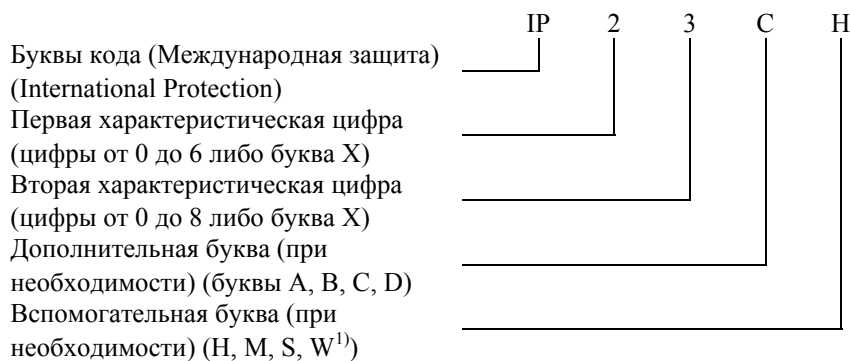 IP 2 3 C H
Буквы кода (Международная защита)
(International Protection)
Первая характеристическая цифра
(цифры от 0 до 6 либо буква X)
Вторая характеристическая цифра
(цифры от 0 до 8 либо буква X)
Дополнительная буква (при
необходимости) (буквы A, B, C, D)
Вспомогательная буква (при
необходимости) (H, M, S, W¹⁾)